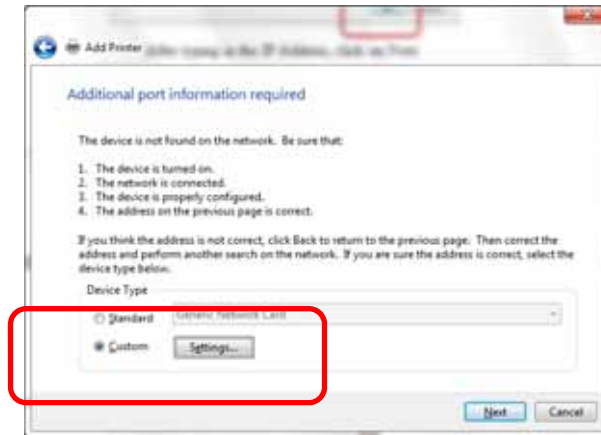 Add Printer
Additional port information required
The device is not found on the network. Be sure that:
1. The device is turned on.
2. The network is connected.
3. The device is properly configured.
4. The address on the previous page is correct.
If you think the address is not correct, click Back to return to the previous page. Then correct the
address and perform another search on the network. If you are sure the address is correct, select the
device type below.
Device Type
Standard
Generic Network Card
Custom
Settings...
Next
Cancel